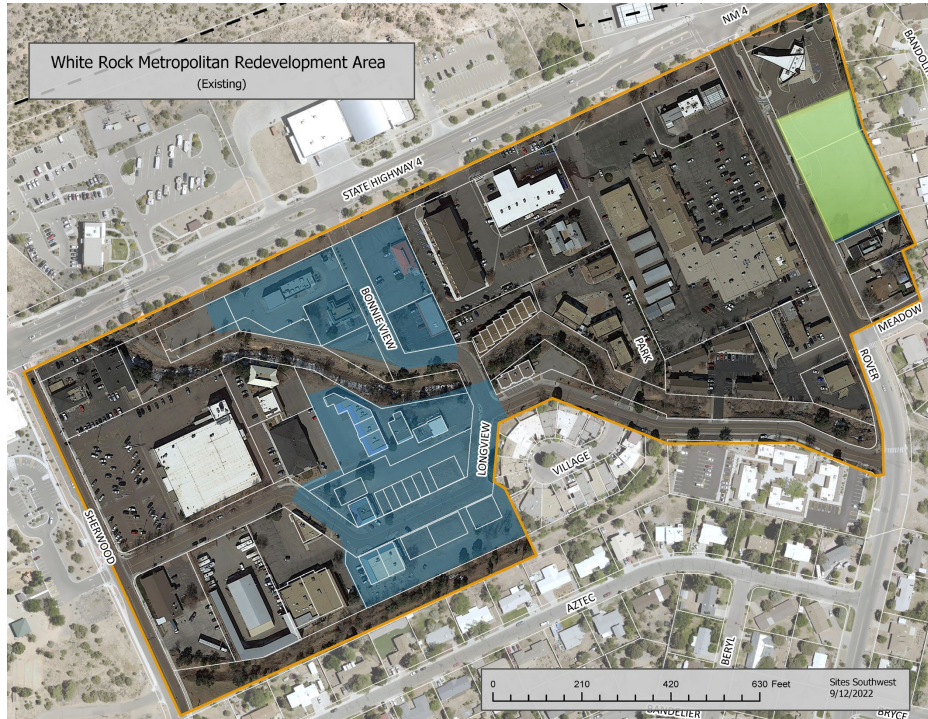 White Rock Metropolitan Redevelopment Area
(Existing)
NM 4
STATE HIGHWAY 4
BONNIE VIEW
PARK
MEADOW
ROVER
LONGVIEW
VILLAGE
SHERWOOD
AZTEC
BERYL
0 210 420 630 Feet
Sites Southwest
9/12/2022